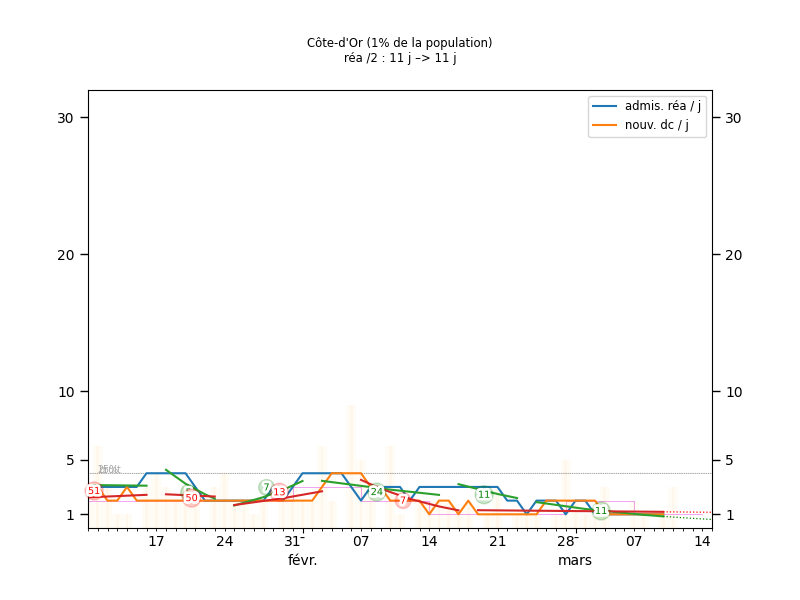 Côte-d'Or (1% de la population)
réa /2 : 11 j –> 11 j
admis. réa / j
nouv. dc / j
30 30
20 20
10 10
5 5
1 1
51 50 7 13 24 7 11 11
17 24 31 07 14 21 28 07 14
févr. mars